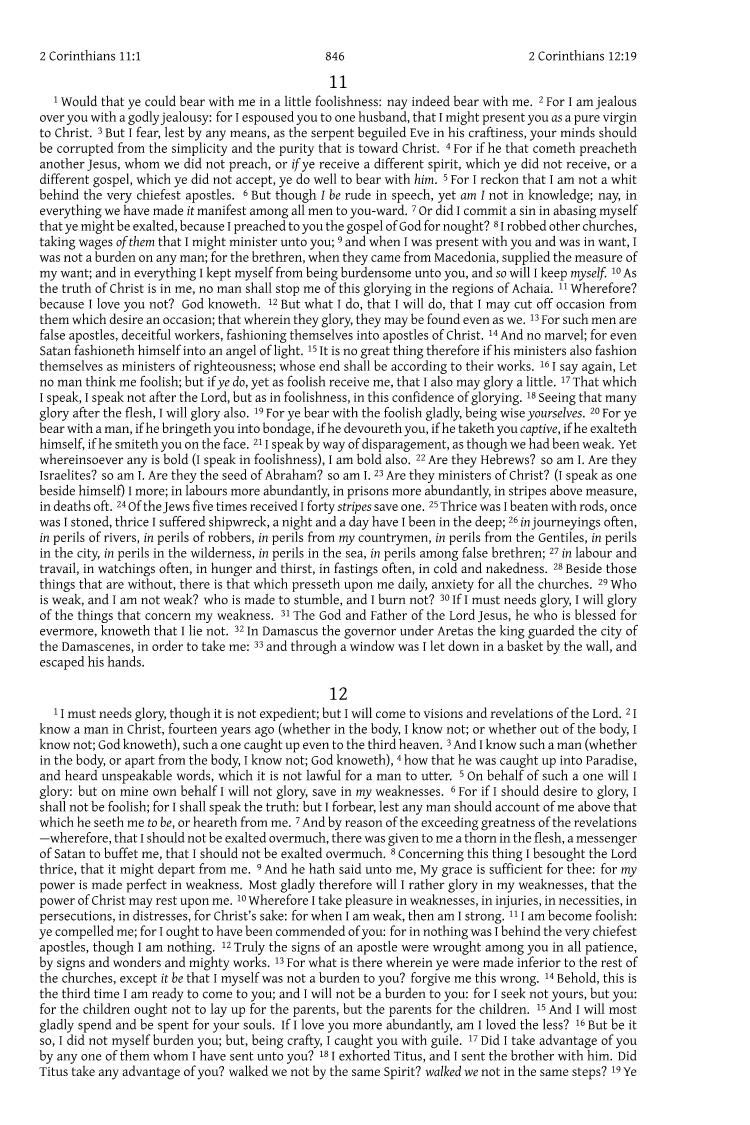 2 Corinthians 11:1 846 2 Corinthians 12:19
11
1 Would that ye could bear with me in a little foolishness: nay indeed bear with me. 2 For I am jealous
over you with a godly jealousy: for I espoused you to one husband, that I might present you as a pure virgin
to Christ. 3 But I fear, lest by any means, as the serpent beguiled Eve in his craftiness, your minds should
be corrupted from the simplicity and the purity that is toward Christ. 4 For if he that cometh preacheth
another Jesus, whom we did not preach, or if ye receive a different spirit, which ye did not receive, or a
different gospel, which ye did not accept, ye do well to bear with him. 5 For I reckon that I am not a whit
behind the very chiefest apostles. 6 But though I be rude in speech, yet am I not in knowledge; nay, in
everything we have made it manifest among all men to you-ward. 7 Or did I commit a sin in abasing myself
that ye might be exalted, because I preached to you the gospel of God for nought? 8 I robbed other churches,
taking wages of them that I might minister unto you; 9 and when I was present with you and was in want, I
was not a burden on any man; for the brethren, when they came from Macedonia, supplied the measure of
my want; and in everything I kept myself from being burdensome unto you, and so will I keep myself. 10 As
the truth of Christ is in me, no man shall stop me of this glorying in the regions of Achaia. 11 Wherefore?
because I love you not? God knoweth. 12 But what I do, that I will do, that I may cut off occasion from
them which desire an occasion; that wherein they glory, they may be found even as we. 13 For such men are
false apostles, deceitful workers, fashioning themselves into apostles of Christ. 14 And no marvel; for even
Satan fashioneth himself into an angel of light. 15 It is no great thing therefore if his ministers also fashion
themselves as ministers of righteousness; whose end shall be according to their works. 16 I say again, Let
no man think me foolish; but if ye do, yet as foolish receive me, that I also may glory a little. 17 That which
I speak, I speak not after the Lord, but as in foolishness, in this confidence of glorying. 18 Seeing that many
glory after the flesh, I will glory also. 19 For ye bear with the foolish gladly, being wise yourselves. 20 For ye
bear with a man, if he bringeth you into bondage, if he devoureth you, if he taketh you captive, if he exalteth
himself, if he smiteth you on the face. 21 I speak by way of disparagement, as though we had been weak. Yet
whereinsoever any is bold (I speak in foolishness), I am bold also. 22 Are they Hebrews? so am I. Are they
Israelites? so am I. Are they the seed of Abraham? so am I. 23 Are they ministers of Christ? (I speak as one
beside himself) I more; in labours more abundantly, in prisons more abundantly, in stripes above measure,
in deaths oft. 24 Of the Jews five times received I forty stripes save one. 25 Thrice was I beaten with rods, once
was I stoned, thrice I suffered shipwreck, a night and a day have I been in the deep; 26 in journeyings often,
in perils of rivers, in perils of robbers, in perils from my countrymen, in perils from the Gentiles, in perils
in the city, in perils in the wilderness, in perils in the sea, in perils among false brethren; 27 in labour and
travail, in watchings often, in hunger and thirst, in fastings often, in cold and nakedness. 28 Beside those
things that are without, there is that which presseth upon me daily, anxiety for all the churches. 29 Who
is weak, and I am not weak? who is made to stumble, and I burn not? 30 If I must needs glory, I will glory
of the things that concern my weakness. 31 The God and Father of the Lord Jesus, he who is blessed for
evermore, knoweth that I lie not. 32 In Damascus the governor under Aretas the king guarded the city of
the Damascenes, in order to take me: 33 and through a window was I let down in a basket by the wall, and
escaped his hands.
12
1 I must needs glory, though it is not expedient; but I will come to visions and revelations of the Lord. 2 I
know a man in Christ, fourteen years ago (whether in the body, I know not; or whether out of the body, I
know not; God knoweth), such a one caught up even to the third heaven. 3 And I know such a man (whether
in the body, or apart from the body, I know not; God knoweth), 4 how that he was caught up into Paradise,
and heard unspeakable words, which it is not lawful for a man to utter. 5 On behalf of such a one will I
glory: but on mine own behalf I will not glory, save in my weaknesses. 6 For if I should desire to glory, I
shall not be foolish; for I shall speak the truth: but I forbear, lest any man should account of me above that
which he seeth me to be, or heareth from me. 7 And by reason of the exceeding greatness of the revelations
—wherefore, that I should not be exalted overmuch, there was given to me a thorn in the flesh, a messenger
of Satan to buffet me, that I should not be exalted overmuch. 8 Concerning this thing I besought the Lord
thrice, that it might depart from me. 9 And he hath said unto me, My grace is sufficient for thee: for my
power is made perfect in weakness. Most gladly therefore will I rather glory in my weaknesses, that the
power of Christ may rest upon me. 10 Wherefore I take pleasure in weaknesses, in injuries, in necessities, in
persecutions, in distresses, for Christ's sake: for when I am weak, then am I strong. 11 I am become foolish:
ye compelled me; for I ought to have been commended of you: for in nothing was I behind the very chiefest
apostles, though I am nothing. 12 Truly the signs of an apostle were wrought among you in all patience,
by signs and wonders and mighty works. 13 For what is there wherein ye were made inferior to the rest of
the churches, except it be that I myself was not a burden to you? forgive me this wrong. 14 Behold, this is
the third time I am ready to come to you; and I will not be a burden to you: for I seek not yours, but you:
for the children ought not to lay up for the parents, but the parents for the children. 15 And I will most
gladly spend and be spent for your souls. If I love you more abundantly, am I loved the less? 16 But be it
so, I did not myself burden you; but, being crafty, I caught you with guile. 17 Did I take advantage of you
by any one of them whom I have sent unto you? 18 I exhorted Titus, and I sent the brother with him. Did
Titus take any advantage of you? walked we not by the same Spirit? walked we not in the same steps? 19 Ye